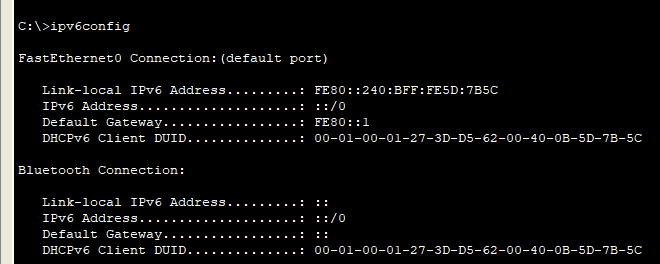 C:\>ipv6config
FastEthernet0 Connection:(default port)
Link-local IPv6 Address.........: FE80::240:BFF:FE5D:7B5C
IPv6 Address....................: ::/0
Default Gateway.................: FE80::1
DHCPv6 Client DUID..............: 00-01-00-01-27-3D-D5-62-00-40-0B-5D-7B-5C
Bluetooth Connection:
Link-local IPv6 Address.........: ::
IPv6 Address....................: ::/0
Default Gateway.................: ::
DHCPv6 Client DUID..............: 00-01-00-01-27-3D-D5-62-00-40-0B-5D-7B-5C